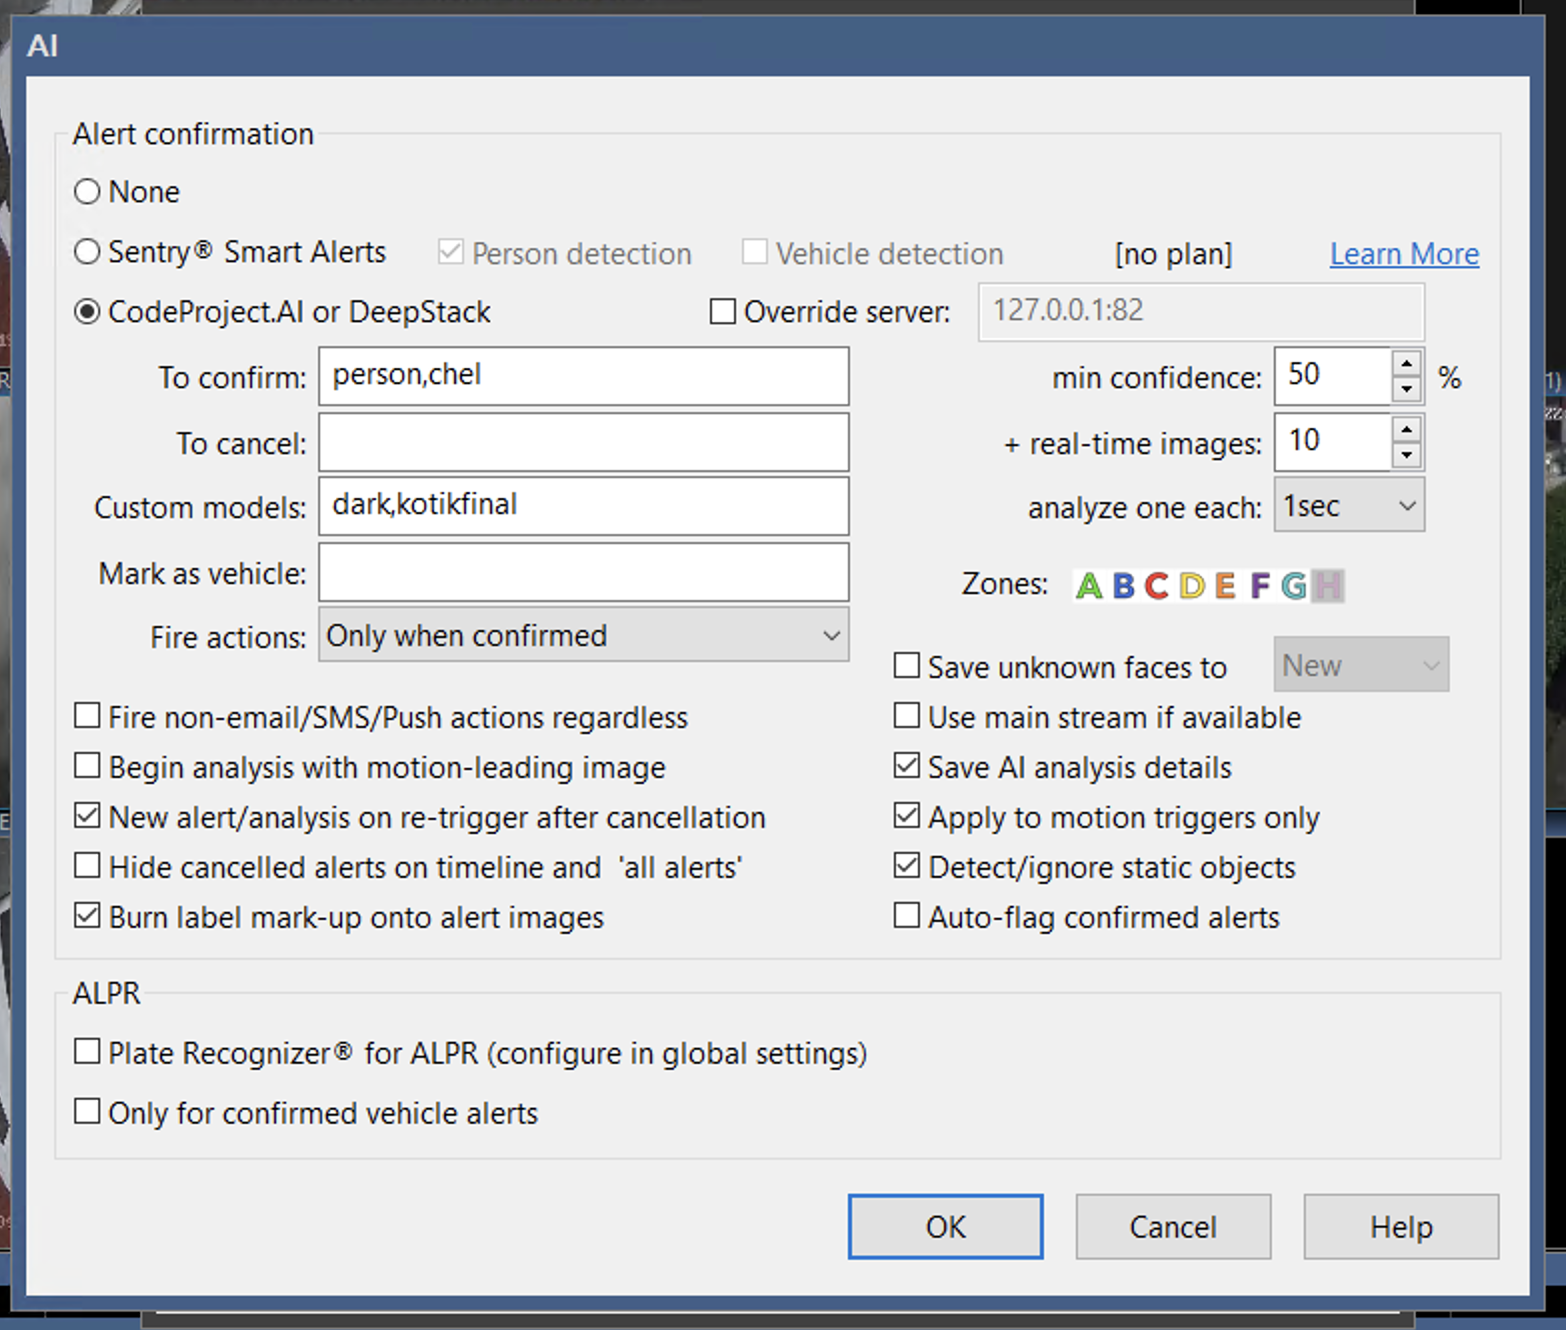 AI
Alert confirmation
None
Sentry® Smart Alerts Person detection Vehicle detection [no plan] Learn More
CodeProject.AI or DeepStack Override server: 127.0.0.1:82
To confirm: person,chel min confidence: 50 %
To cancel: + real-time images: 10
Custom models: dark,kotikfinal analyze one each: 1sec
Mark as vehicle: Zones: A B C D E F G H
Fire actions: Only when confirmed
Save unknown faces to New
Fire non-email/SMS/Push actions regardless Use main stream if available
Begin analysis with motion-leading image Save AI analysis details
New alert/analysis on re-trigger after cancellation Apply to motion triggers only
Hide cancelled alerts on timeline and 'all alerts' Detect/ignore static objects
Burn label mark-up onto alert images Auto-flag confirmed alerts
ALPR
Plate Recognizer® for ALPR (configure in global settings)
Only for confirmed vehicle alerts
OK Cancel Help